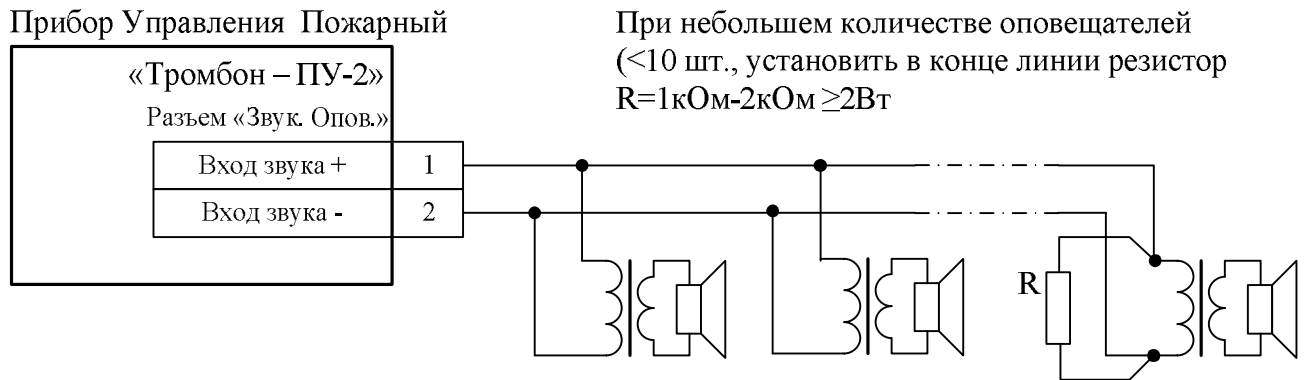 Прибор Управления Пожарный
«Тромбон – ПУ-2»
Разъем «Звук. Опов.»
Вход звука + 1
Вход звука - 2
При небольшем количестве оповещателей
(<10 шт., установить в конце линии резистор
R=1кОм-2кОм ≥2Вт
R